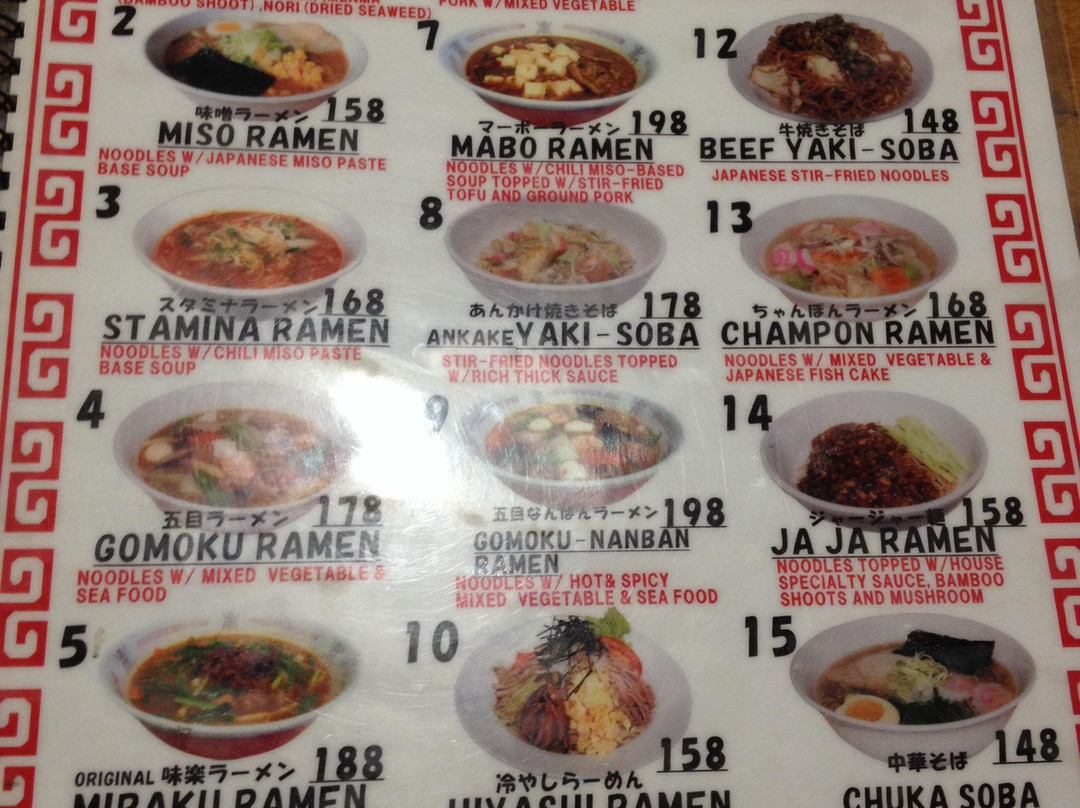 (BAMBOO SHOOT) ,NORI (DRIED SEAWEED)
2
味噌ラーメン 158
MISO RAMEN
NOODLES W/JAPANESE MISO PASTE
BASE SOUP
3
スタミナラーメン 168
STAMINA RAMEN
NOODLES W/CHILI MISO PASTE
BASE SOUP
4
五目ラーメン 178
GOMOKU RAMEN
NOODLES W/ MIXED VEGETABLE &
SEA FOOD
5
ORIGINAL 味楽ラーメン 188
MIRAKU RAMEN
PORK W/MIXED VEGETABLE
7
マーボーラーメン 198
MABO RAMEN
NOODLES W/CHILI MISO-BASED
SOUP TOPPED W/STIR-FRIED
TOFU AND GROUND PORK
8
あんかけ焼きそば 178
ANKAKE YAKI-SOBA
STIR-FRIED NOODLES TOPPED
W/RICH THICK SAUCE
9
五目なんばんラーメン 198
GOMOKU-NANBAN
RAMEN
NOODLES W/ HOT& SPICY
MIXED VEGETABLE & SEA FOOD
10
冷やしらーめん 158
HIYASHI RAMEN
12
牛焼きそば 148
BEEF YAKI-SOBA
JAPANESE STIR-FRIED NOODLES
13
ちゃんぽんラーメン 168
CHAMPON RAMEN
NOODLES W/ MIXED VEGETABLE &
JAPANESE FISH CAKE
14
ジャージャー麺 158
JA JA RAMEN
NOODLES TOPPED W/HOUSE
SPECIALTY SAUCE, BAMBOO
SHOOTS AND MUSHROOM
15
中華そば 148
CHUKA SOBA